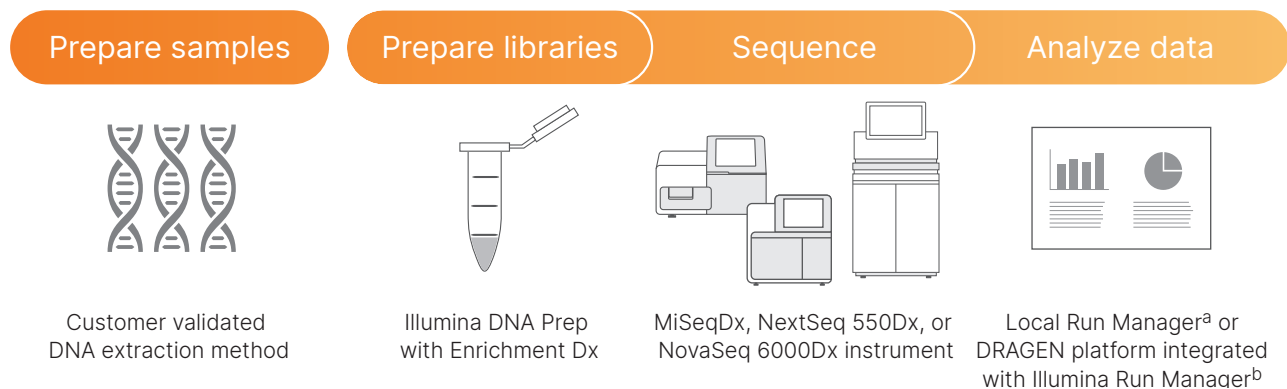 Prepare samples
Prepare libraries
Sequence
Analyze data
Customer validated
DNA extraction method
Illumina DNA Prep
with Enrichment Dx
MiSeqDx, NextSeq 550Dx, or
NovaSeq 6000Dx instrument
Local Run Managerᵃ or
DRAGEN platform integrated
with Illumina Run Managerᵇ